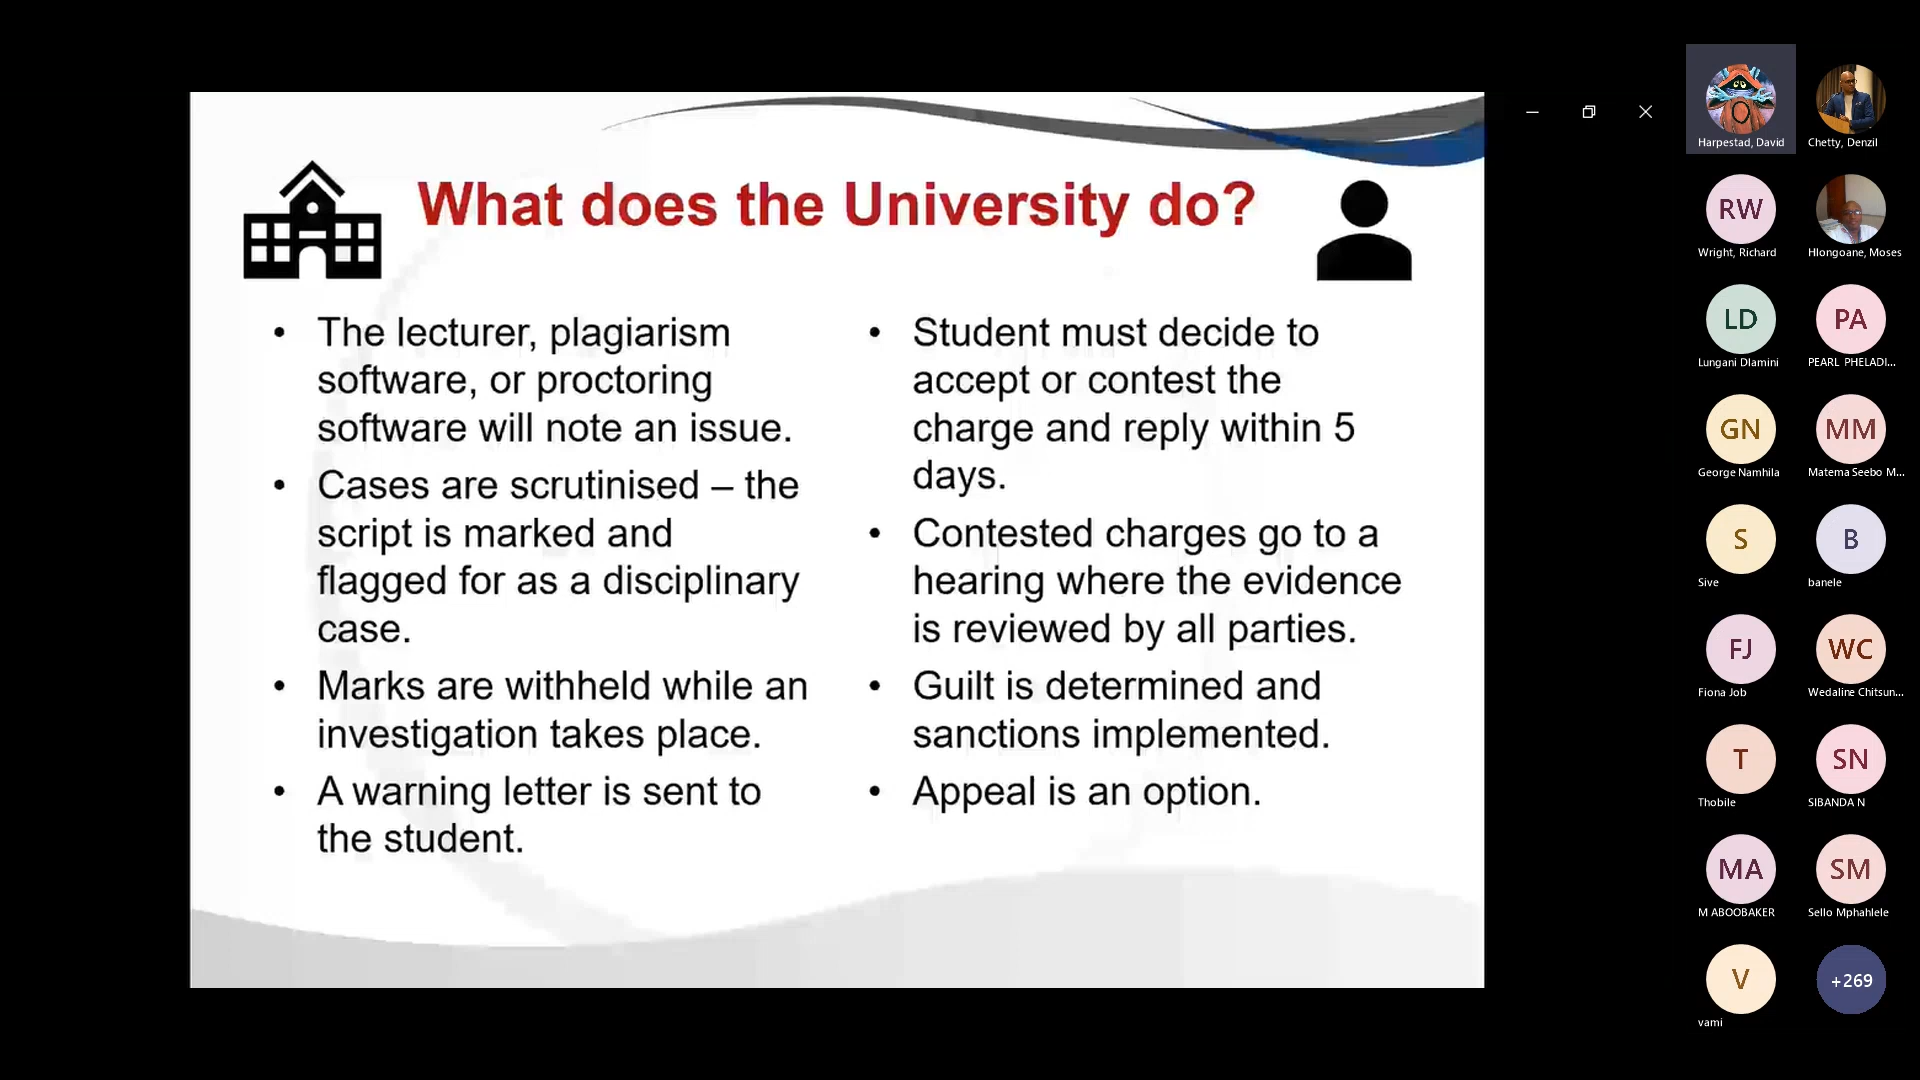 What does the University do?
• The lecturer, plagiarism
software, or proctoring
software will note an issue.
• Cases are scrutinised – the
script is marked and
flagged for as a disciplinary
case.
• Marks are withheld while an
investigation takes place.
• A warning letter is sent to
the student.
• Student must decide to
accept or contest the
charge and reply within 5
days.
• Contested charges go to a
hearing where the evidence
is reviewed by all parties.
• Guilt is determined and
sanctions implemented.
• Appeal is an option.
Harpestad, David
Chetty, Denzil
RW
Wright, Richard
Hlongoane, Moses
LD
Lungani Dlamini
PA
PEARL PHELADI...
GN
George Namhila
MM
Matema Seebo M...
S
Sive
B
banele
FJ
Fiona Job
WC
Wedaline Chitsun...
T
Thobile
SN
SIBANDA N
MA
M ABOOBAKER
SM
Sello Mphahlele
V
vami
+269